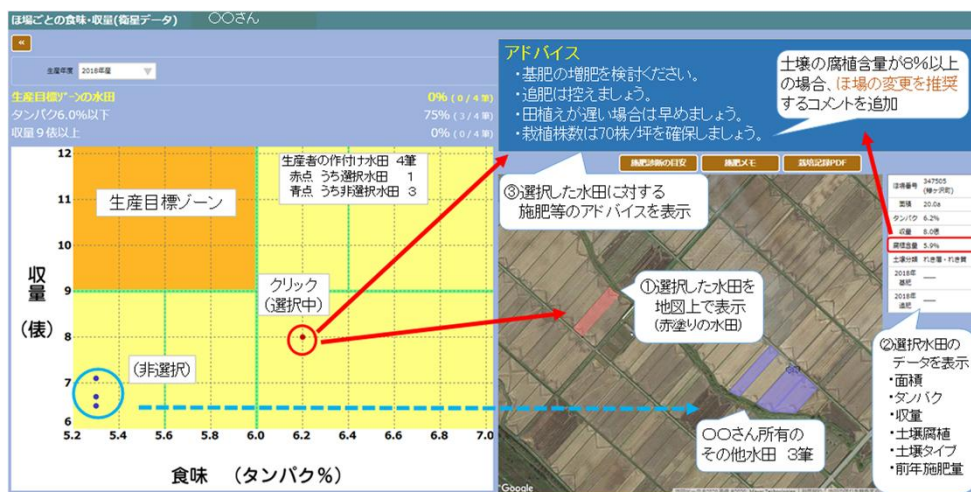 ほ場ごとの食味・収量(衛星データ) 〇〇さん
«
生産年度 2018年産
生産目標ゾーンの水田 0% (0/4筆)
タンパク6.0%以下 75% (3/4筆)
収量9俵以上 0% (0/4筆)
アドバイス
・基肥の増肥を検討ください。
・追肥は控えましょう。
・田植えが遅い場合は早めましょう。
・栽植株数は70株/坪を確保しましょう。
土壌の腐植含量が8%以上
の場合、ほ場の変更を推奨
するコメントを追加
施肥診断の目安 施肥メモ 栽培記録PDF
12
11
10
9
8
7
6
収量
(俵)
生産目標ゾーン
生産者の作付け水田 4筆
赤点 うち選択水田 1
青点 うち非選択水田 3
クリック
(選択中)
(非選択)
5.2 5.4 5.6 5.8 6.0 6.2 6.4 6.6 6.8 7.0
食味 (タンパク%)
③選択した水田に対する
施肥等のアドバイスを表示
①選択した水田を
地図上で表示
(赤塗りの水田)
〇〇さん所有の
その他水田 3筆
Google
ほ場番号 347505
(鰺ヶ沢町)
面積 20.0a
タンパク 6.2%
収量 8.0俵
腐植含量 5.9%
土壌分類 れき層・れき質
2018年
基肥 ―
2018年
追肥 ―
②選択水田の
データを表示
・面積
・タンパク
・収量
・土壌腐植
・土壌タイプ
・前年施肥量